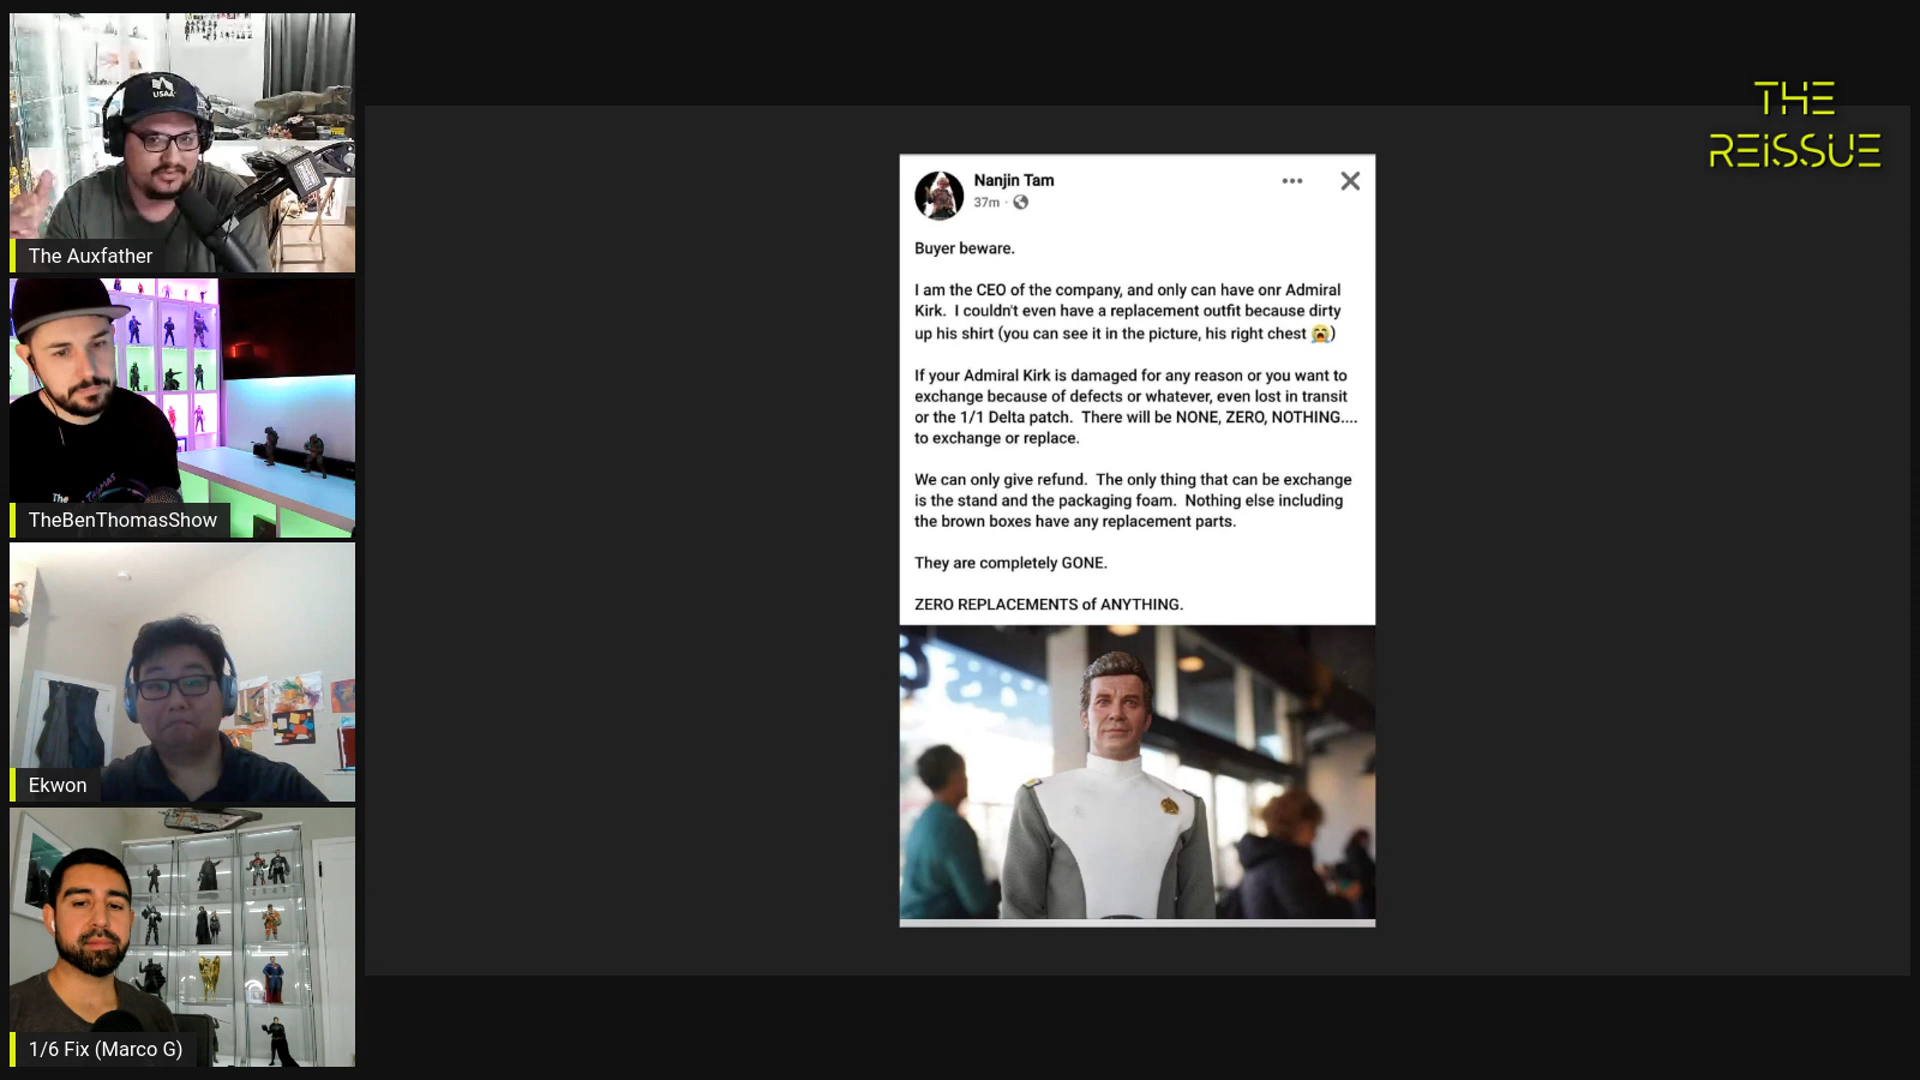 THE
REISSUE
USAA
The Auxfather
The
THOMAS
TheBenThomasShow
Ekwon
1/6 Fix (Marco G)
Nanjin Tam
37m ·
Buyer beware.
I am the CEO of the company, and only can have onr Admiral
Kirk. I couldn't even have a replacement outfit because dirty
up his shirt (you can see it in the picture, his right chest 😭)
If your Admiral Kirk is damaged for any reason or you want to
exchange because of defects or whatever, even lost in transit
or the 1/1 Delta patch. There will be NONE, ZERO, NOTHING....
to exchange or replace.
We can only give refund. The only thing that can be exchange
is the stand and the packaging foam. Nothing else including
the brown boxes have any replacement parts.
They are completely GONE.
ZERO REPLACEMENTS of ANYTHING.